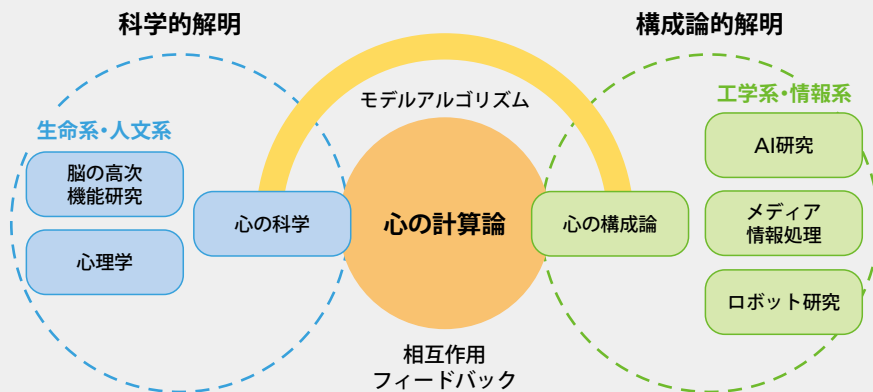 科学的解明
構成論的解明
モデルアルゴリズム
生命系・人文系
脳の高次
機能研究
心理学
心の科学
心の計算論
心の構成論
工学系・情報系
AI研究
メディア
情報処理
ロボット研究
相互作用
フィードバック